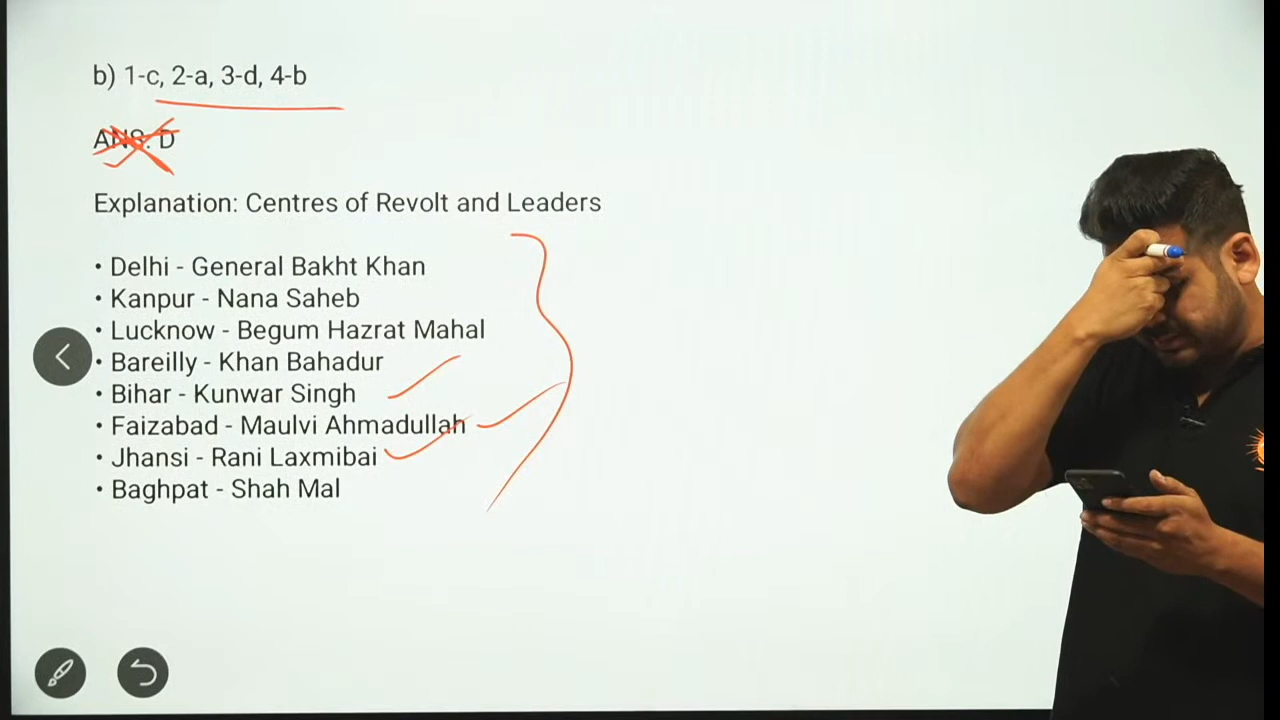 b) 1-c, 2-a, 3-d, 4-b
ANS: D
Explanation: Centres of Revolt and Leaders
• Delhi - General Bakht Khan
• Kanpur - Nana Saheb
• Lucknow - Begum Hazrat Mahal
• Bareilly - Khan Bahadur
• Bihar - Kunwar Singh
• Faizabad - Maulvi Ahmadullah
• Jhansi - Rani Laxmibai
• Baghpat - Shah Mal